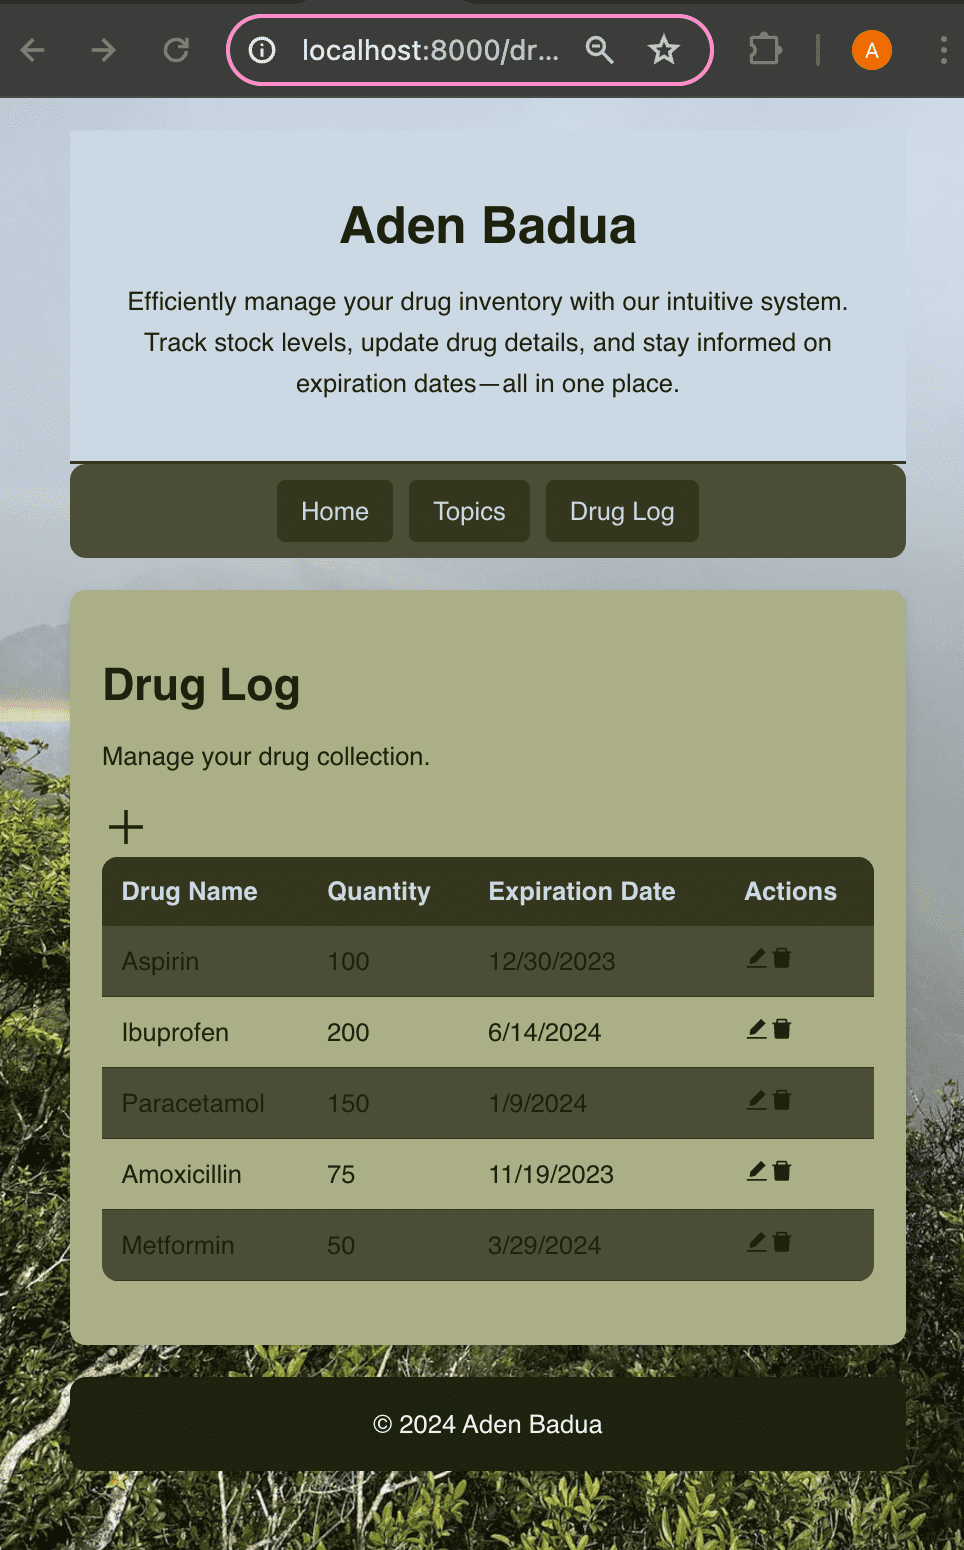 localhost:8000/dr...
A
Aden Badua
Efficiently manage your drug inventory with our intuitive system.
Track stock levels, update drug details, and stay informed on
expiration dates—all in one place.
Home Topics Drug Log
Drug Log
Manage your drug collection.
Drug Name Quantity Expiration Date Actions
Aspirin 100 12/30/2023
Ibuprofen 200 6/14/2024
Paracetamol 150 1/9/2024
Amoxicillin 75 11/19/2023
Metformin 50 3/29/2024
© 2024 Aden Badua